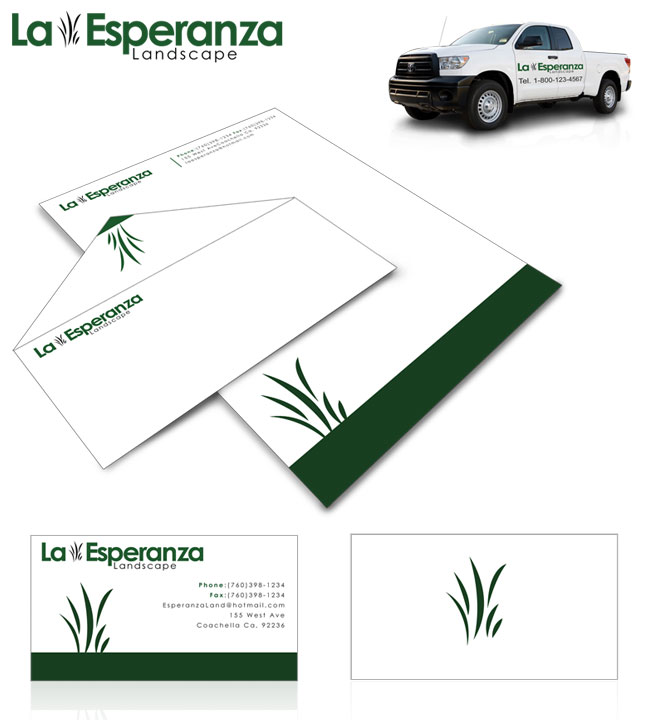 La Esperanza
Landscape
La Esperanza
Landscape
Tel. 1-800-123-4567
Phone:(760)398-1234 Fax:(760)398-1234
155 West Ave Coachella Ca, 92236
La Esperanza
Landscape
La Esperanza
Landscape
La Esperanza
Landscape
Phone:(760)398-1234
Fax:(760)398-1234
EsperanzaLand@hotmail.com
155 West Ave
Coachella Ca, 92236